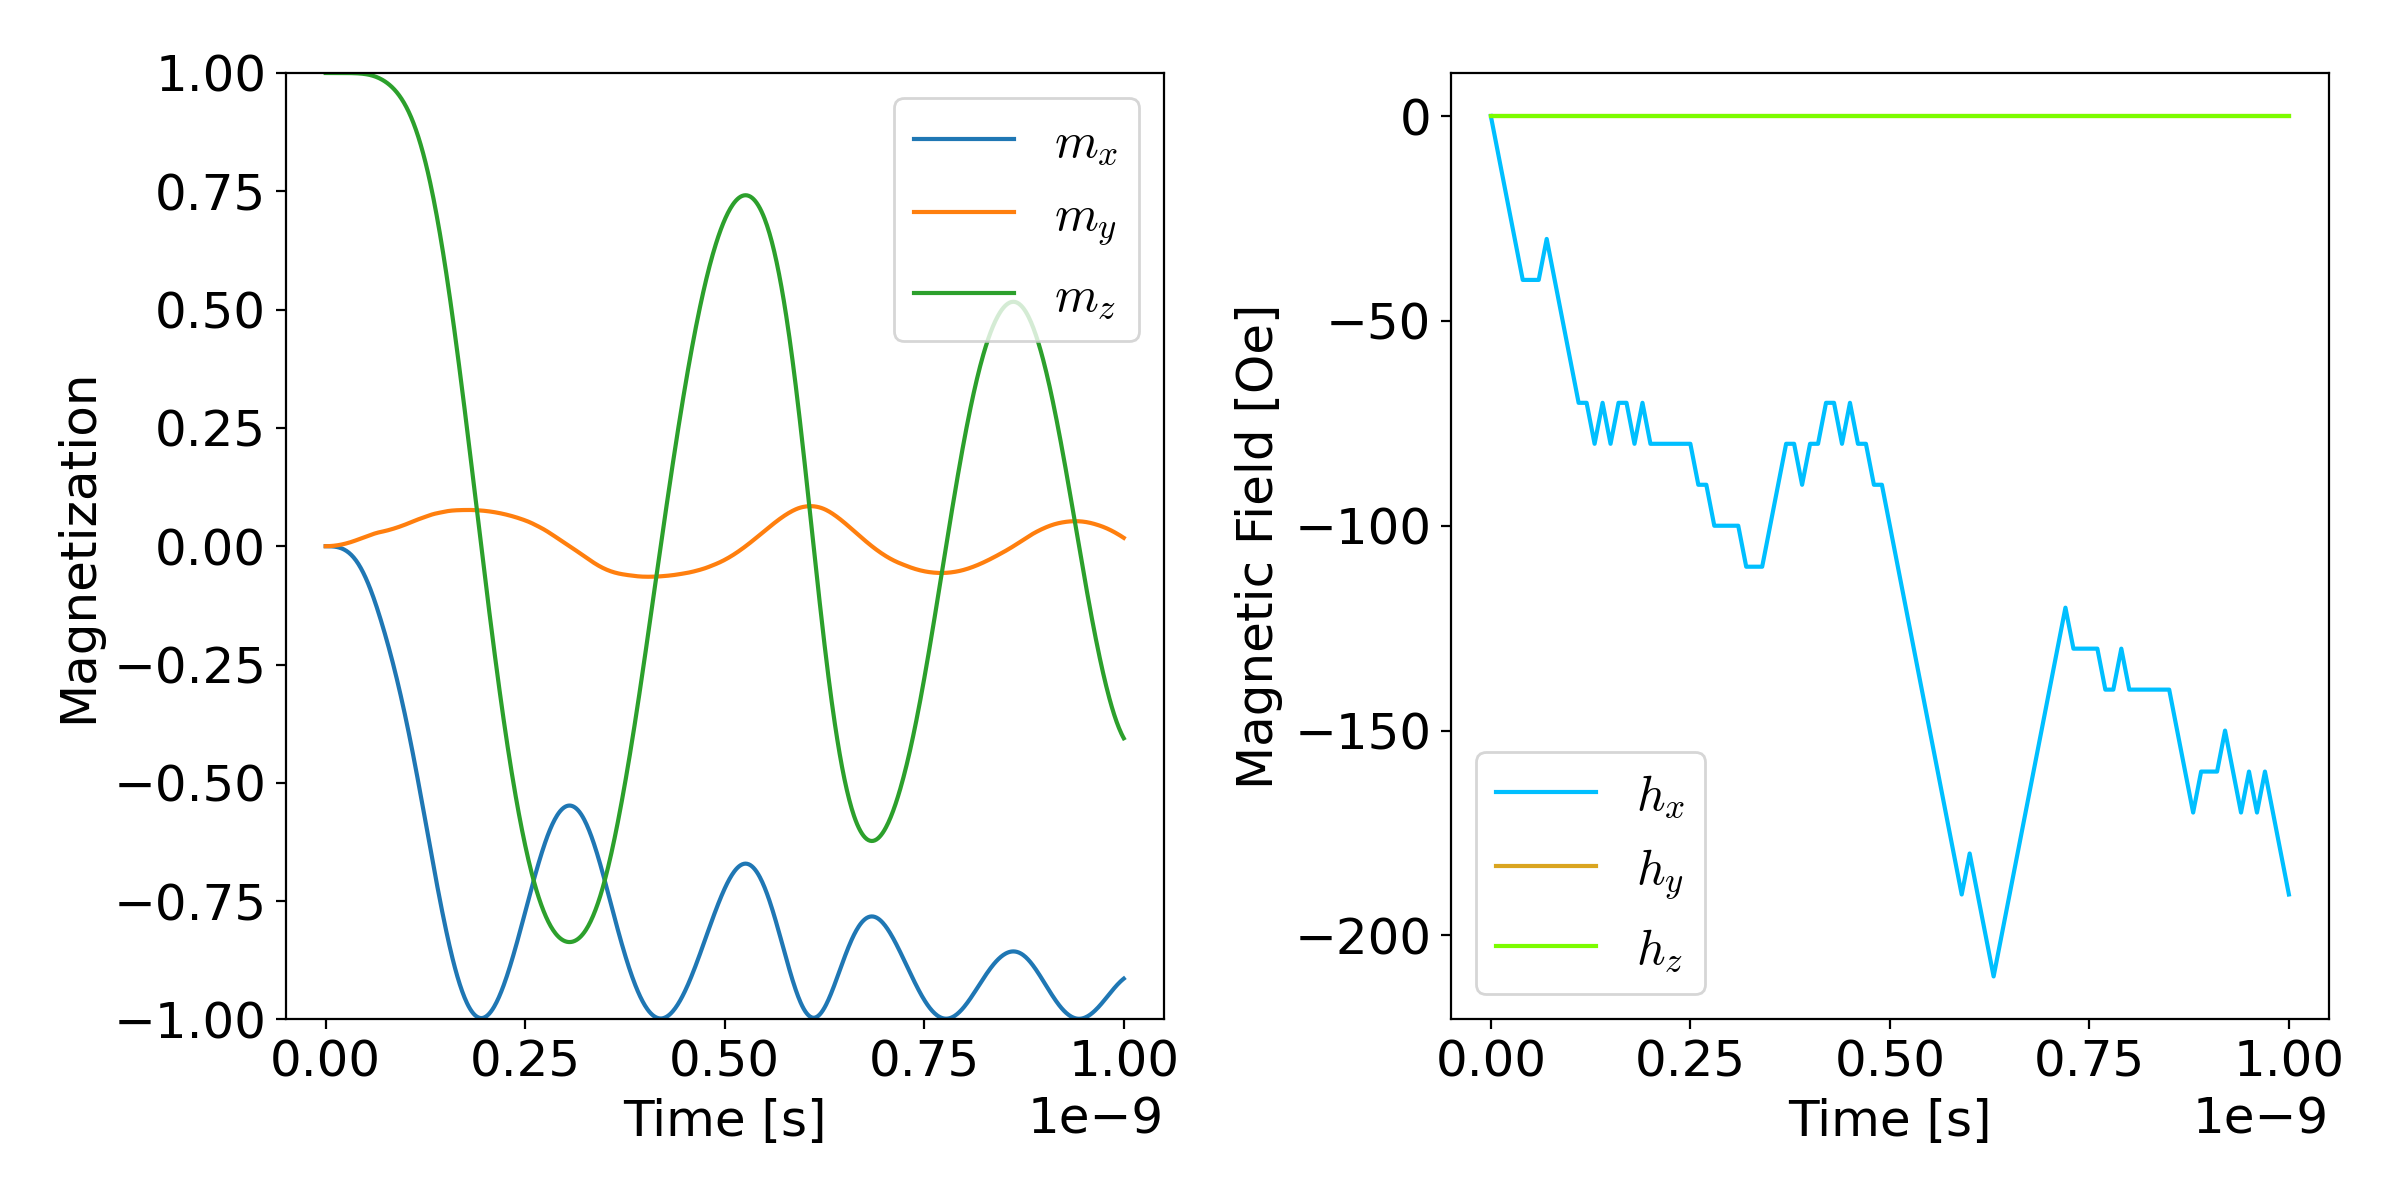 Magnetization
1.00
0.75
0.50
0.25
0.00
−0.25
−0.50
−0.75
−1.00
m_x
m_y
m_z
0.00 0.25 0.50 0.75 1.00
Time [s]
1e−9
Magnetic Field [Oe]
0
−50
−100
−150
−200
h_x
h_y
h_z
0.00 0.25 0.50 0.75 1.00
Time [s]
1e−9